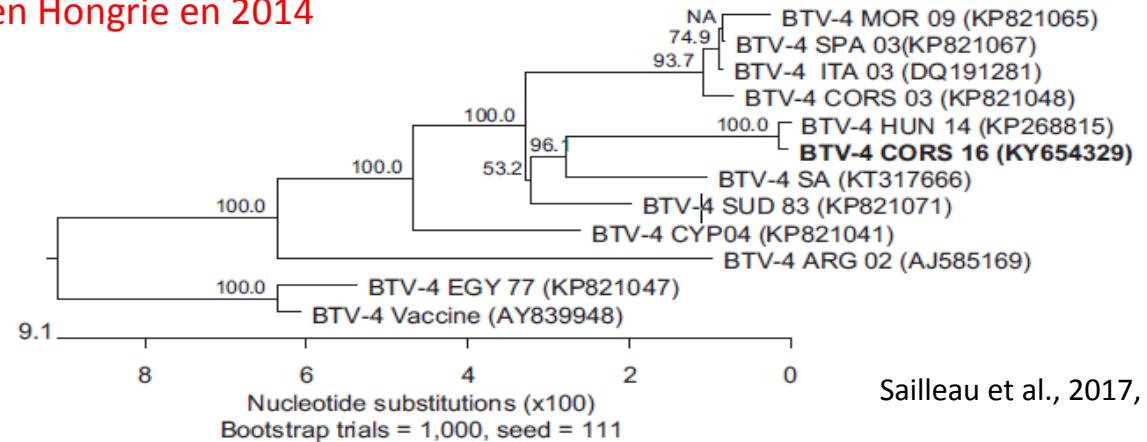 en Hongrie en 2014
NA
BTV-4 MOR 09 (KP821065)
74.9
BTV-4 SPA 03(KP821067)
93.7
BTV-4 ITA 03 (DQ191281)
BTV-4 CORS 03 (KP821048)
100.0
100.0
BTV-4 HUN 14 (KP268815)
96.1
BTV-4 CORS 16 (KY654329)
100.0
53.2
BTV-4 SA (KT317666)
100.0
BTV-4 SUD 83 (KP821071)
BTV-4 CYP04 (KP821041)
BTV-4 ARG 02 (AJ585169)
100.0
BTV-4 EGY 77 (KP821047)
BTV-4 Vaccine (AY839948)
9.1
8 6 4 2 0
Nucleotide substitutions (x100)
Bootstrap trials = 1,000, seed = 111
Sailleau et al., 2017,